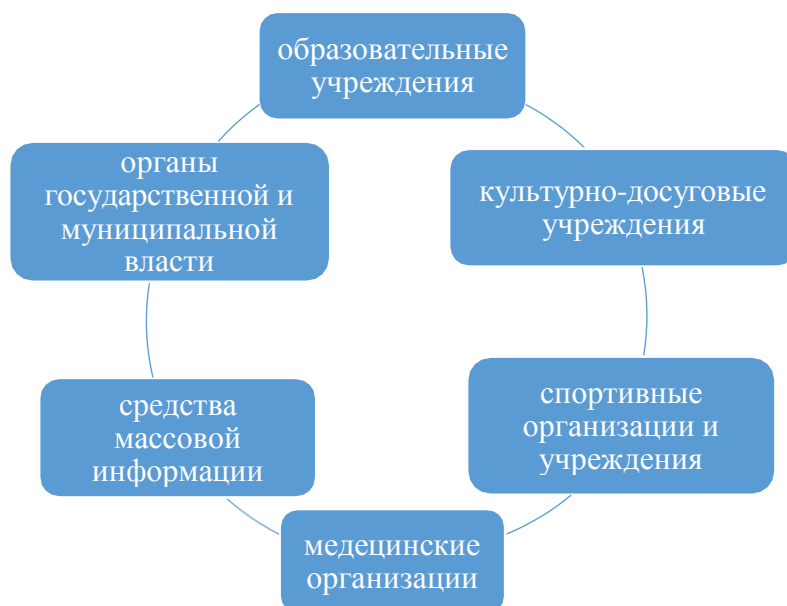 образовательные
учреждения
органы
государственной и
муниципальной
власти
культурно-досуговые
учреждения
средства
массовой
информации
спортивные
организации и
учреждения
медецинские
организации